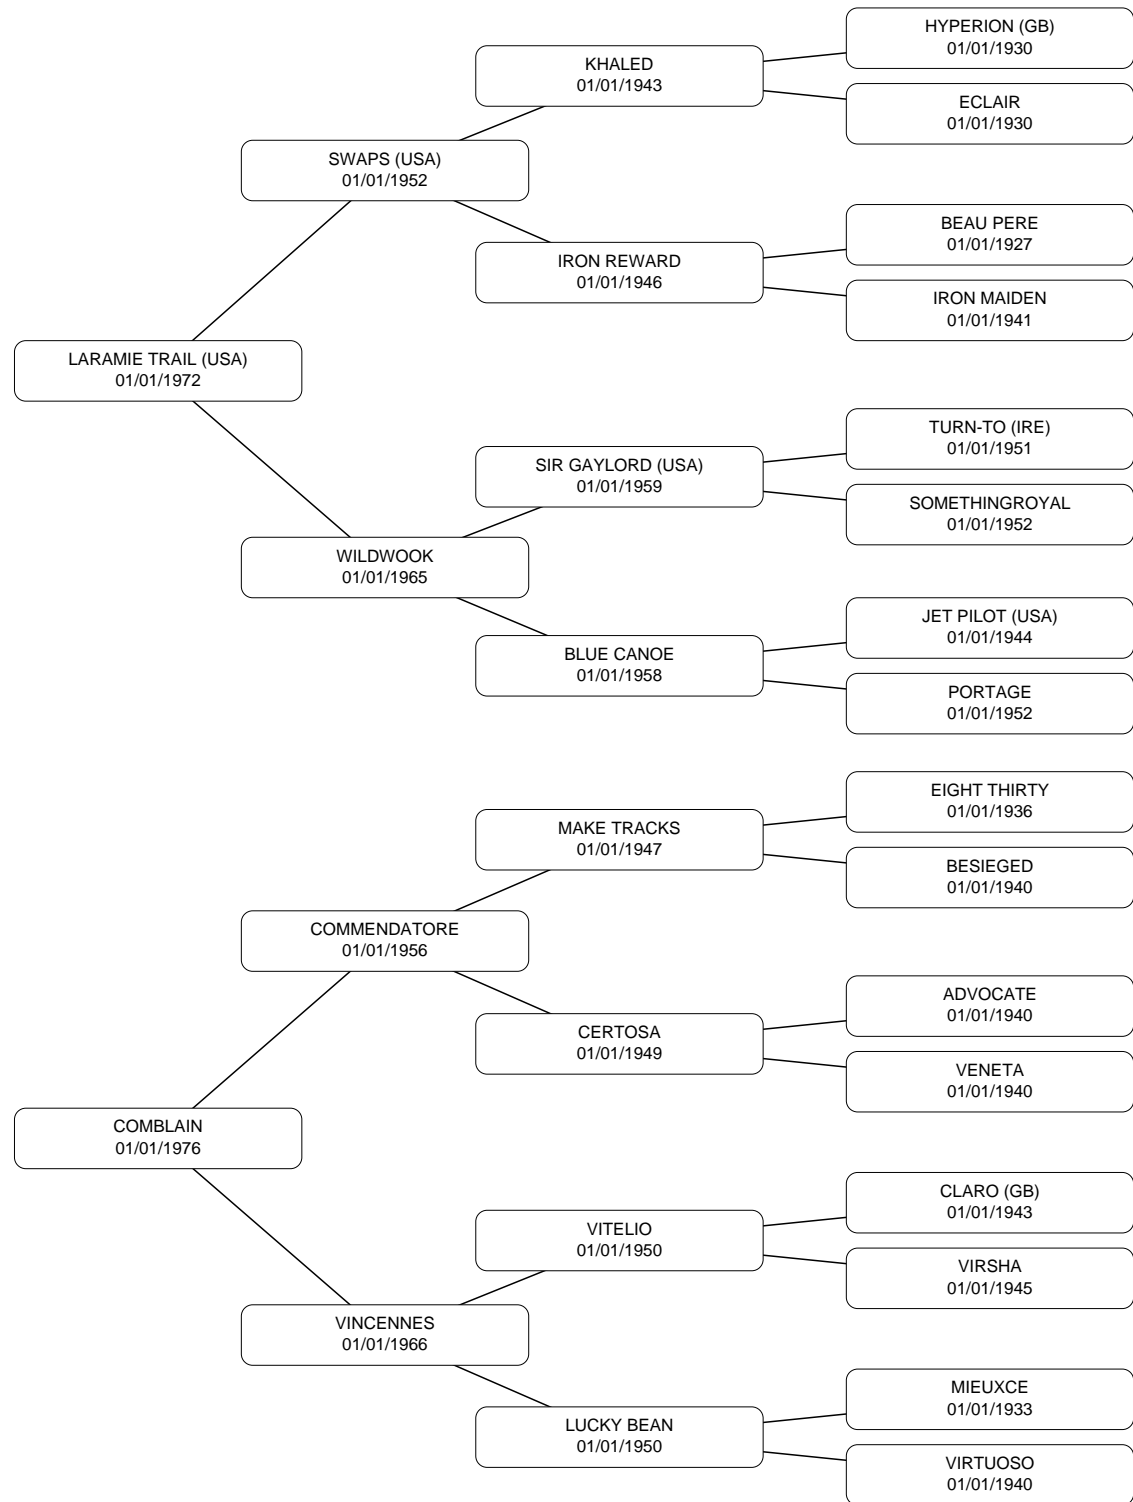 HYPERION (GB)
01/01/1930
KHALED
01/01/1943
ECLAIR
01/01/1930
SWAPS (USA)
01/01/1952
BEAU PERE
01/01/1927
IRON REWARD
01/01/1946
IRON MAIDEN
01/01/1941
LARAMIE TRAIL (USA)
01/01/1972
TURN-TO (IRE)
01/01/1951
SIR GAYLORD (USA)
01/01/1959
SOMETHINGROYAL
01/01/1952
WILDWOOK
01/01/1965
JET PILOT (USA)
01/01/1944
BLUE CANOE
01/01/1958
PORTAGE
01/01/1952
EIGHT THIRTY
01/01/1936
MAKE TRACKS
01/01/1947
BESIEGED
01/01/1940
COMMENDATORE
01/01/1956
ADVOCATE
01/01/1940
CERTOSA
01/01/1949
VENETA
01/01/1940
COMBLAIN
01/01/1976
CLARO (GB)
01/01/1943
VITELIO
01/01/1950
VIRSHA
01/01/1945
VINCENNES
01/01/1966
MIEUXCE
01/01/1933
LUCKY BEAN
01/01/1950
VIRTUOSO
01/01/1940